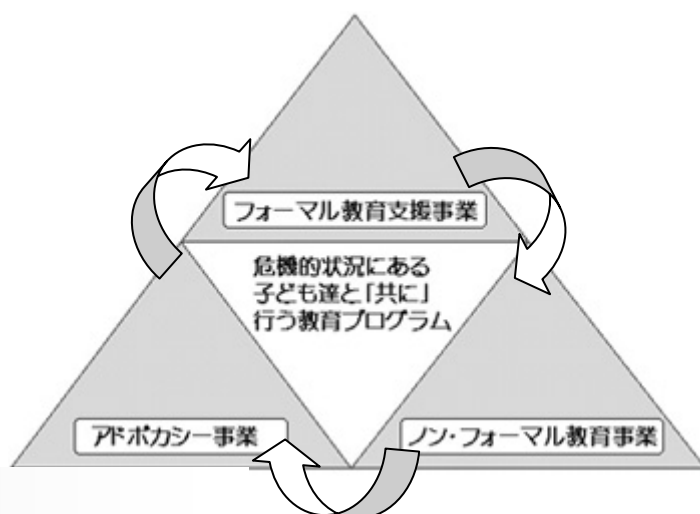 フォーマル教育支援事業
危機的状況にある
子ども達と「共に」
行う教育プログラム
アドボカシー事業
ノン・フォーマル教育事業